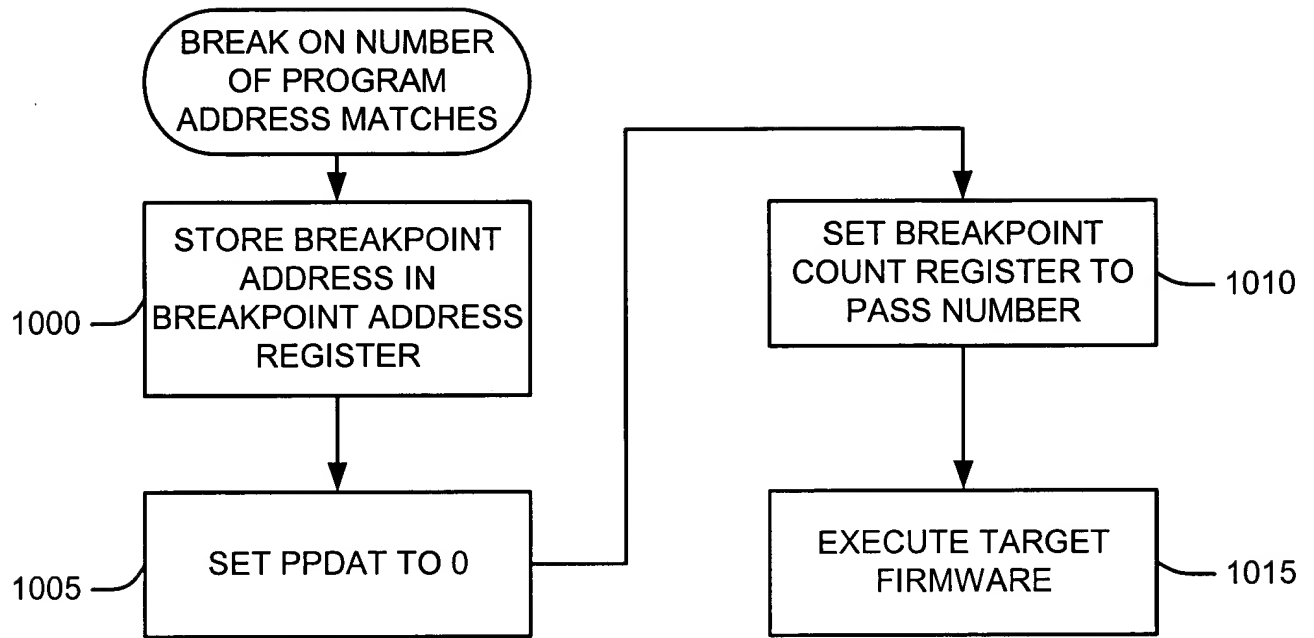 BREAK ON NUMBER
OF PROGRAM
ADDRESS MATCHES
STORE BREAKPOINT
ADDRESS IN
BREAKPOINT ADDRESS
REGISTER
1000
SET PPDAT TO 0
1005
SET BREAKPOINT
COUNT REGISTER TO
PASS NUMBER
1010
EXECUTE TARGET
FIRMWARE
1015